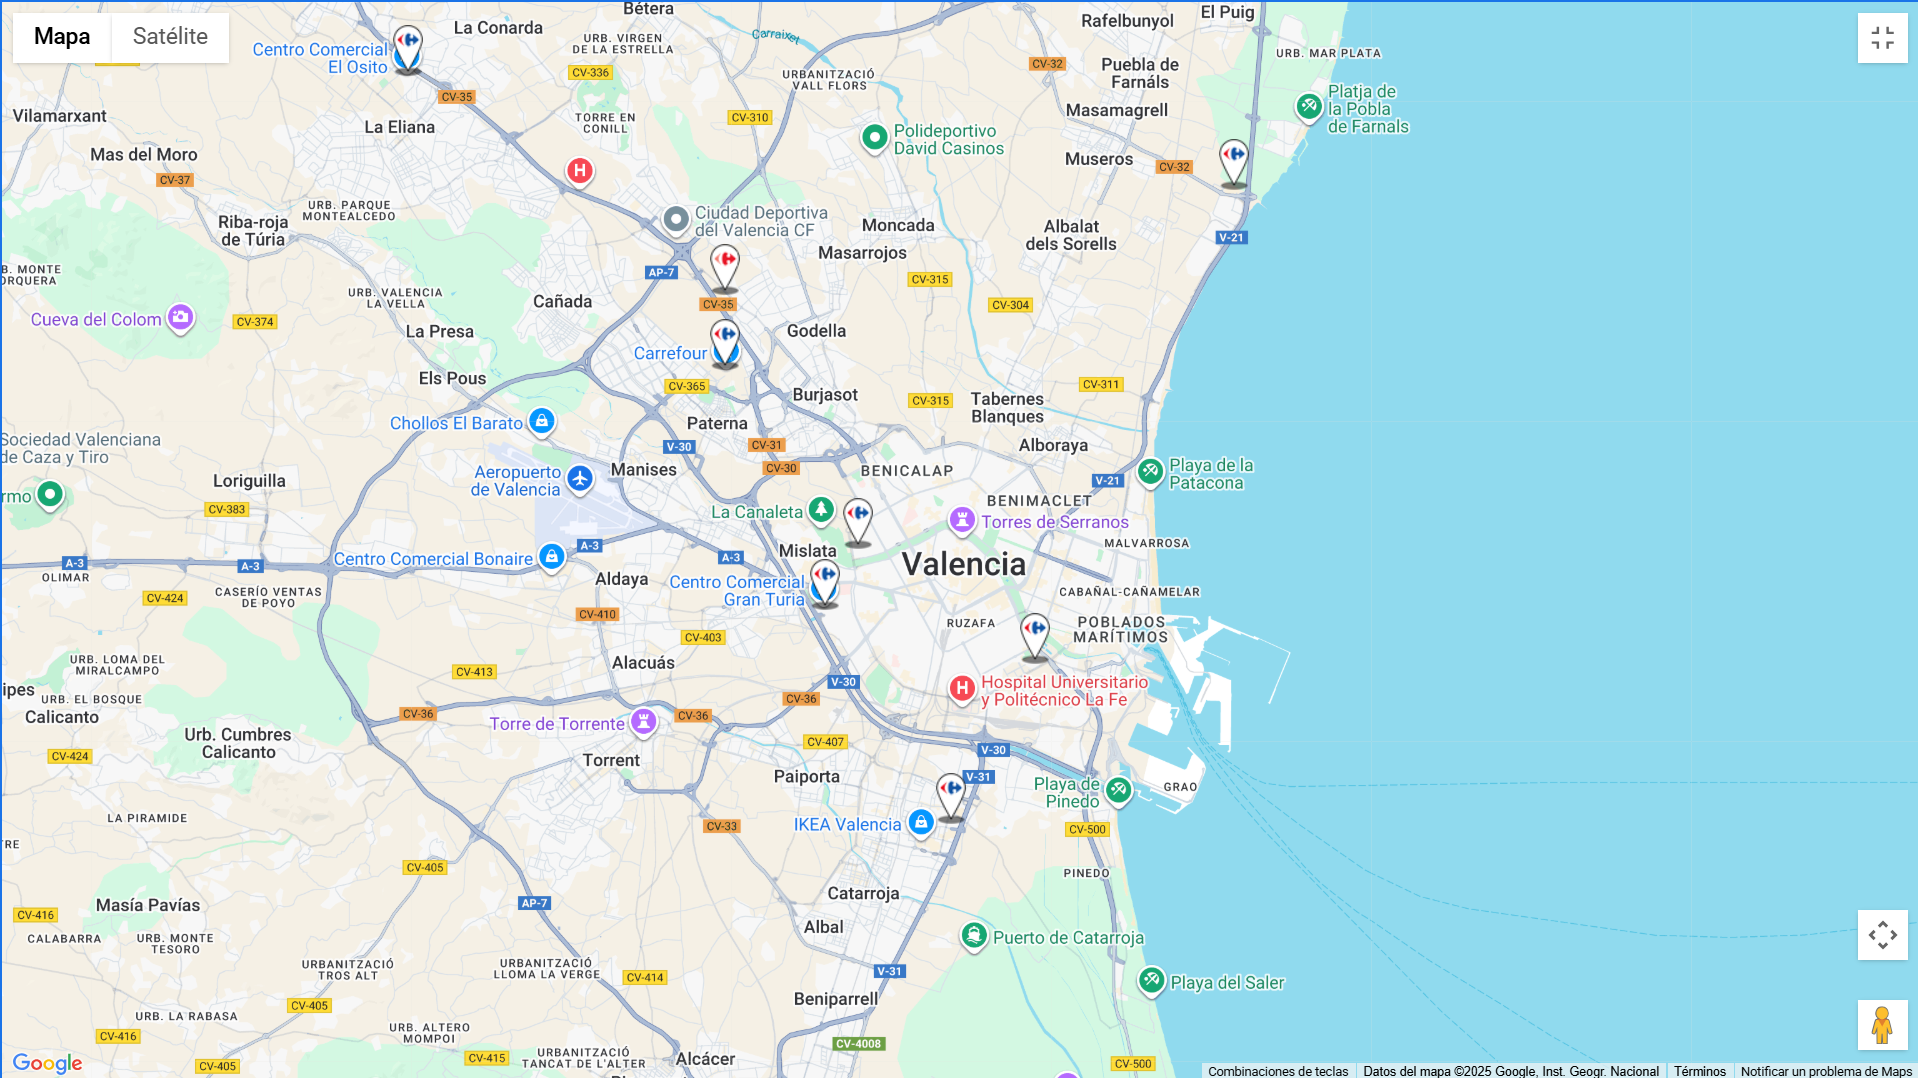 Mapa
Satélite
Bétera
La Conarda
URB. VIRGEN
DE LA ESTRELLA
Carraixet
Rafelbunyol
El Puig
Centro Comercial
El Osito
CV-336
URBANITZACIÓ
VALL FLORS
CV-32
Puebla de
Farnáls
URB. MAR PLATA
CV-35
Vilamarxant
La Eliana
TORRE EN
CONILL
CV-310
Masamagrell
Platja de
la Pobla
de Farnals
Polideportivo
David Casinos
Mas del Moro
CV-37
Museros
CV-32
URB. PARQUE
MONTEALCEDO
Riba-roja
de Túria
Ciudad Deportiva
del Valencia CF
Moncada
Albalat
dels Sorells
V-21
Masarrojos
B. MONTE
ORQUERA
AP-7
CV-315
URB. VALENCIA
LA VELLA
Cañada
CV-35
CV-304
Cueva del Colom
CV-374
La Presa
Godella
Carrefour
Els Pous
CV-365
CV-311
Burjasot
CV-315
Tabernes
Blanques
Chollos El Barato
Paterna
Sociedad Valenciana
de Caza y Tiro
V-30
CV-31
Alboraya
Aeropuerto
de Valencia
Manises
CV-30
BENICALAP
Playa de la
Patacona
Loriguilla
V-21
ermo
CV-383
La Canaleta
BENIMACLET
Torres de Serranos
A-3
Centro Comercial Bonaire
A-3
A-3
A-3
Mislata
Valencia
MALVARROSA
OLIMAR
CASERÍO VENTAS
DE POYO
CV-424
Aldaya
Centro Comercial
Gran Turia
CABAÑAL-CAÑAMELAR
CV-410
RUZAFA
POBLADOS
MARÍTIMOS
CV-403
URB. LOMA DEL
MIRALCAMPO
CV-413
Alacuás
V-30
Hospital Universitario
y Politécnico La Fe
ipes
URB. EL BOSQUE
Calicanto
CV-36
CV-36
CV-36
Torre de Torrente
Urb. Cumbres
Calicanto
CV-424
CV-407
V-30
Torrent
Paiporta
V-31
Playa de
Pinedo
GRAO
LA PIRAMIDE
CV-33
IKEA Valencia
CV-500
TRE
CV-405
PINEDO
Catarroja
Masía Pavías
AP-7
CV-416
Albal
CALABARRA
URB. MONTE
TESORO
Puerto de Catarroja
URBANITZACIÓ
TROS ALT
URBANITZACIÓ
LLOMA LA VERGE
CV-414
V-31
Playa del Saler
CV-405
Beniparrell
URB. LA RABASA
CV-416
URB. ALTERO
MOMPOI
CV-4008
Google
CV-405
CV-415
URBANITZACIÓ
TANCAT DE L'ALTER
Alcácer
CV-500
Combinaciones de teclas
Datos del mapa ©2025 Google, Inst. Geogr. Nacional
Términos
Notificar un problema de Maps